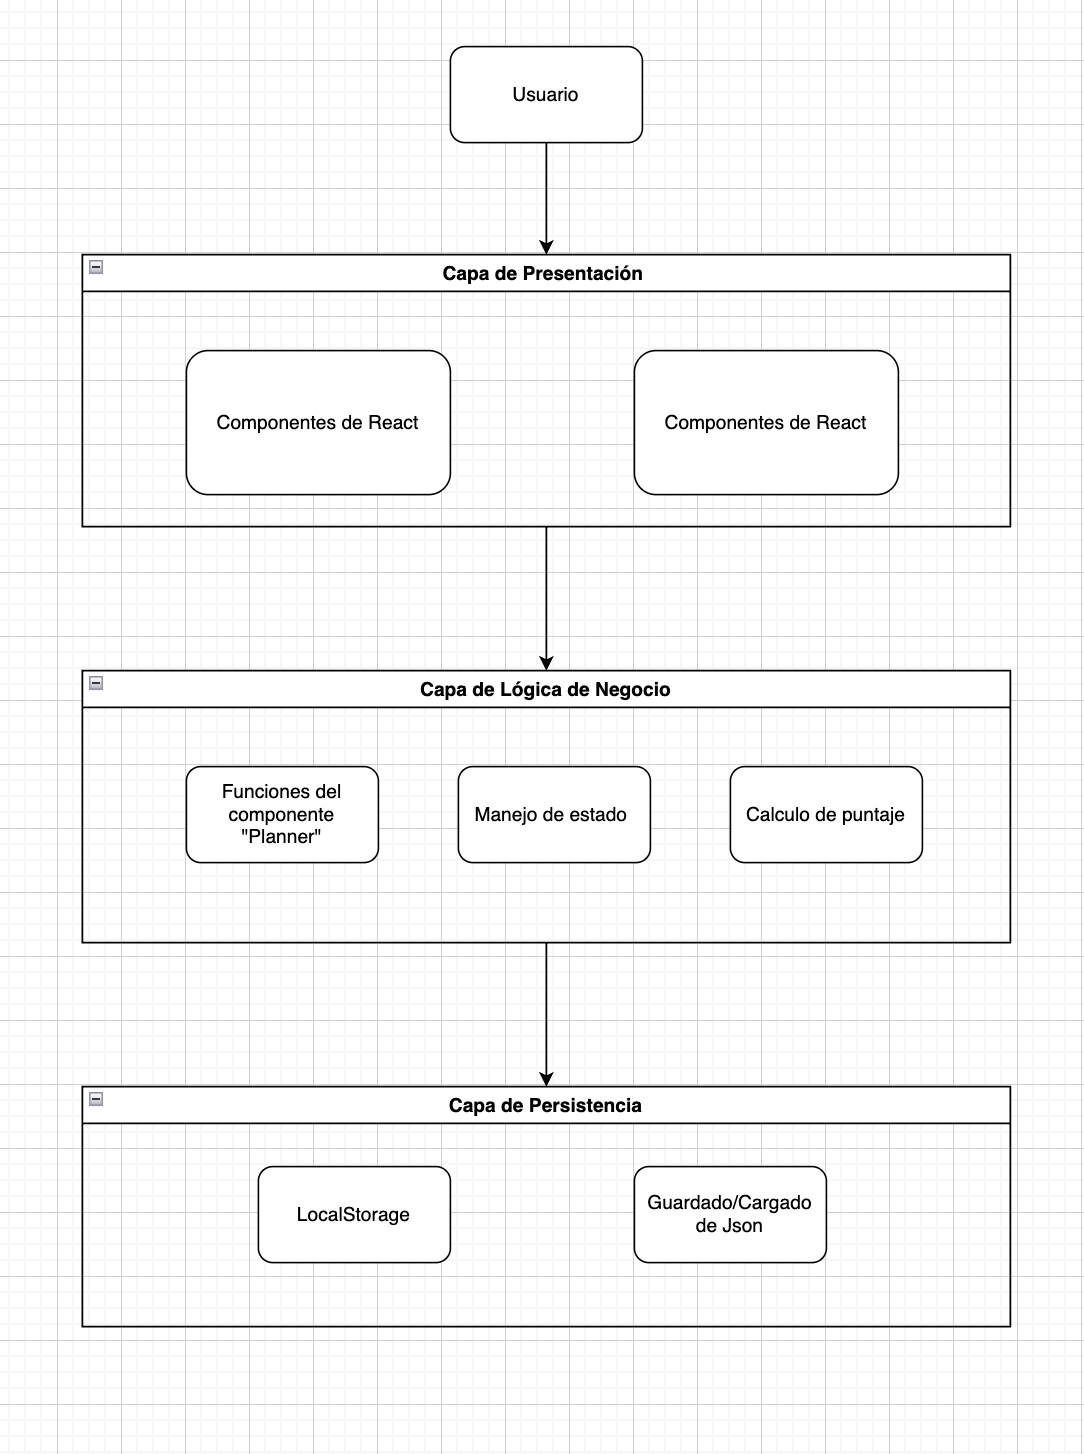 Usuario
Capa de Presentación
Componentes de React
Componentes de React
Capa de Lógica de Negocio
Funciones del
componente
"Planner"
Manejo de estado
Calculo de puntaje
Capa de Persistencia
LocalStorage
Guardado/Cargado
de Json